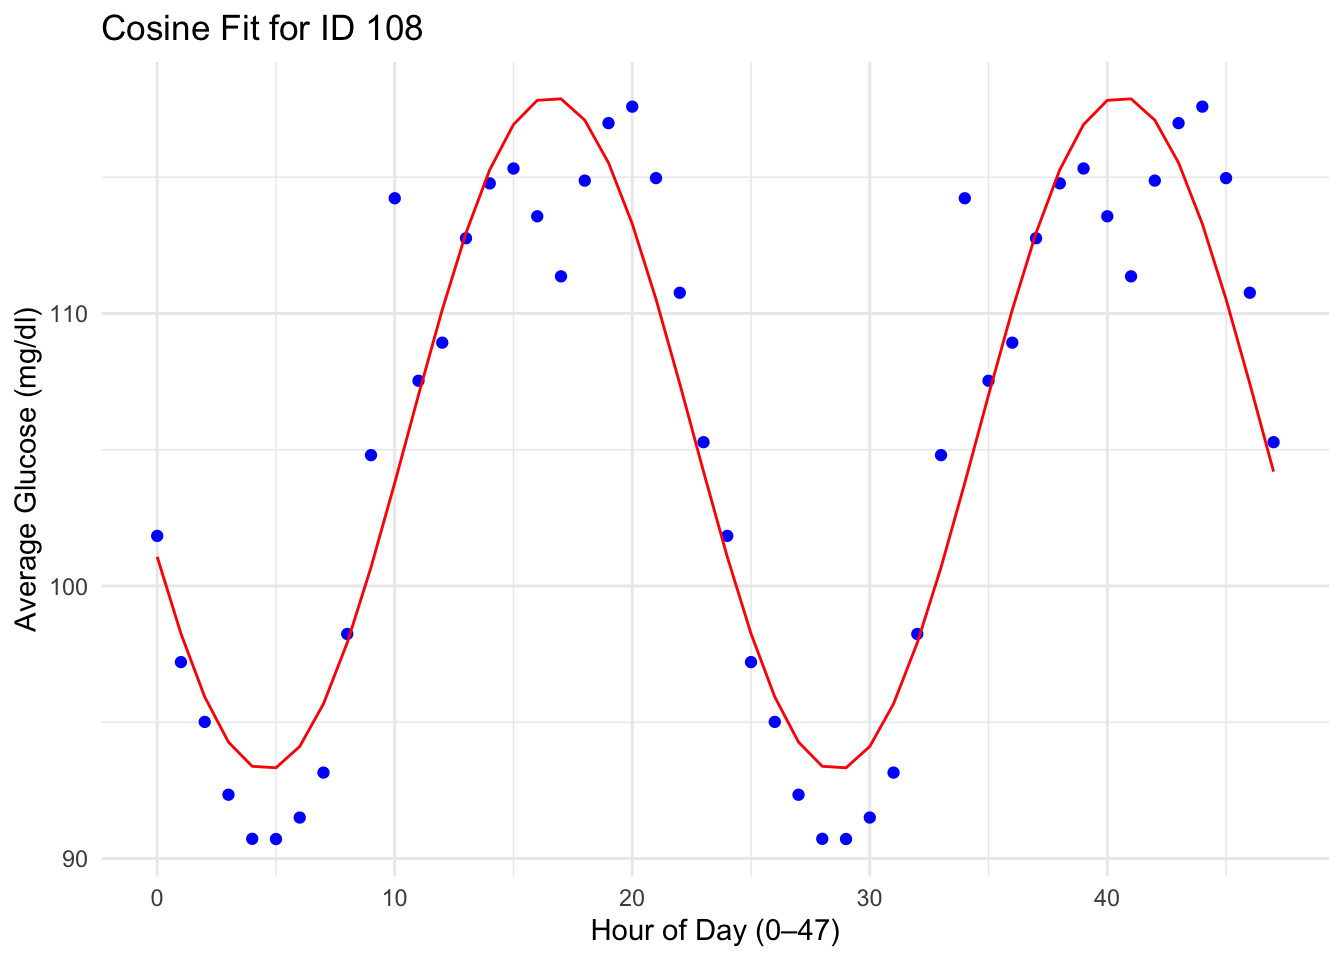 Cosine Fit for ID 108
Average Glucose (mg/dl)
110
100
90
0 10 20 30 40
Hour of Day (0–47)